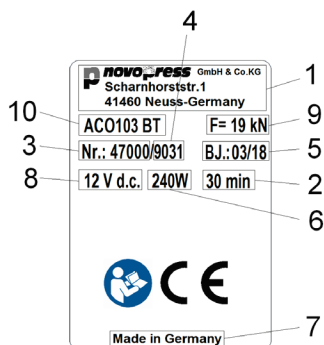 4
novopress GmbH & Co.KG
Scharnhorststr.1
41460 Neuss-Germany
1
10
ACO103 BT
F= 19 kN
9
3
Nr.: 47000/9031
BJ.:03/18
5
8
12 V d.c.
240W
30 min
2
6
CE
7
Made in Germany